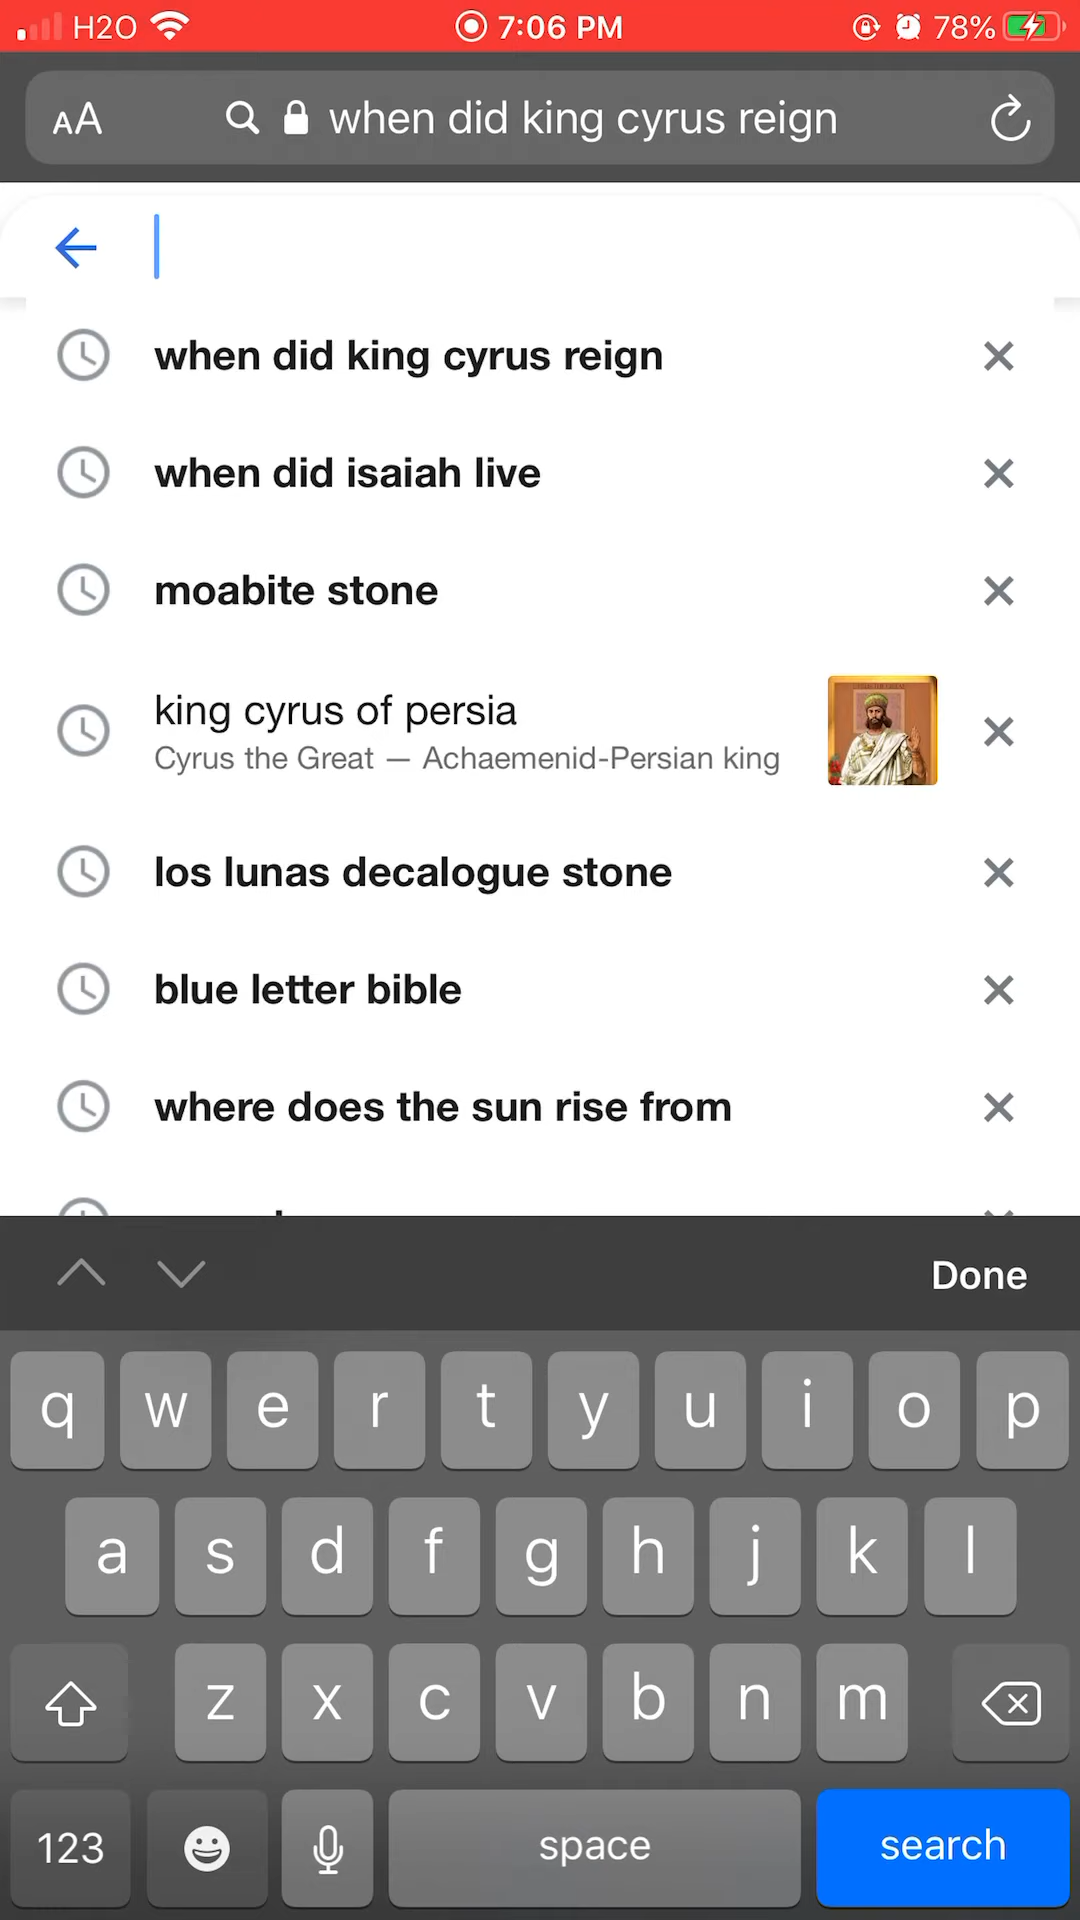 H2O 7:06 PM 78%
AA when did king cyrus reign
when did king cyrus reign
when did isaiah live
moabite stone
king cyrus of persia
Cyrus the Great — Achaemenid-Persian king
los lunas decalogue stone
blue letter bible
where does the sun rise from
Done
q w e r t y u i o p
a s d f g h j k l
z x c v b n m
123 space search